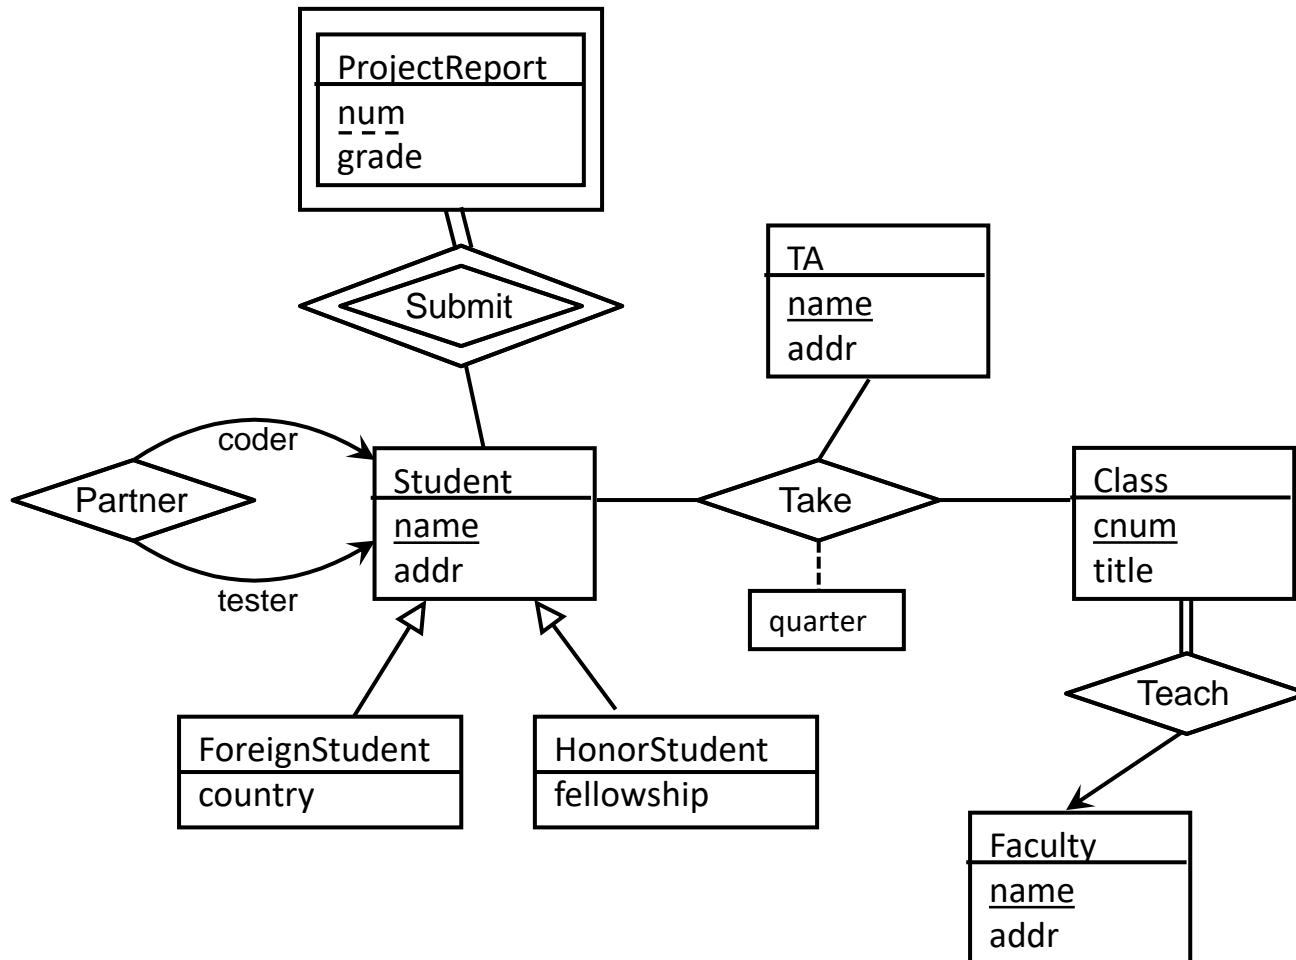 ProjectReport
num
grade
Submit
TA
name
addr
coder
Partner
tester
Student
name
addr
Take
quarter
Class
cnum
title
Teach
ForeignStudent
country
HonorStudent
fellowship
Faculty
name
addr